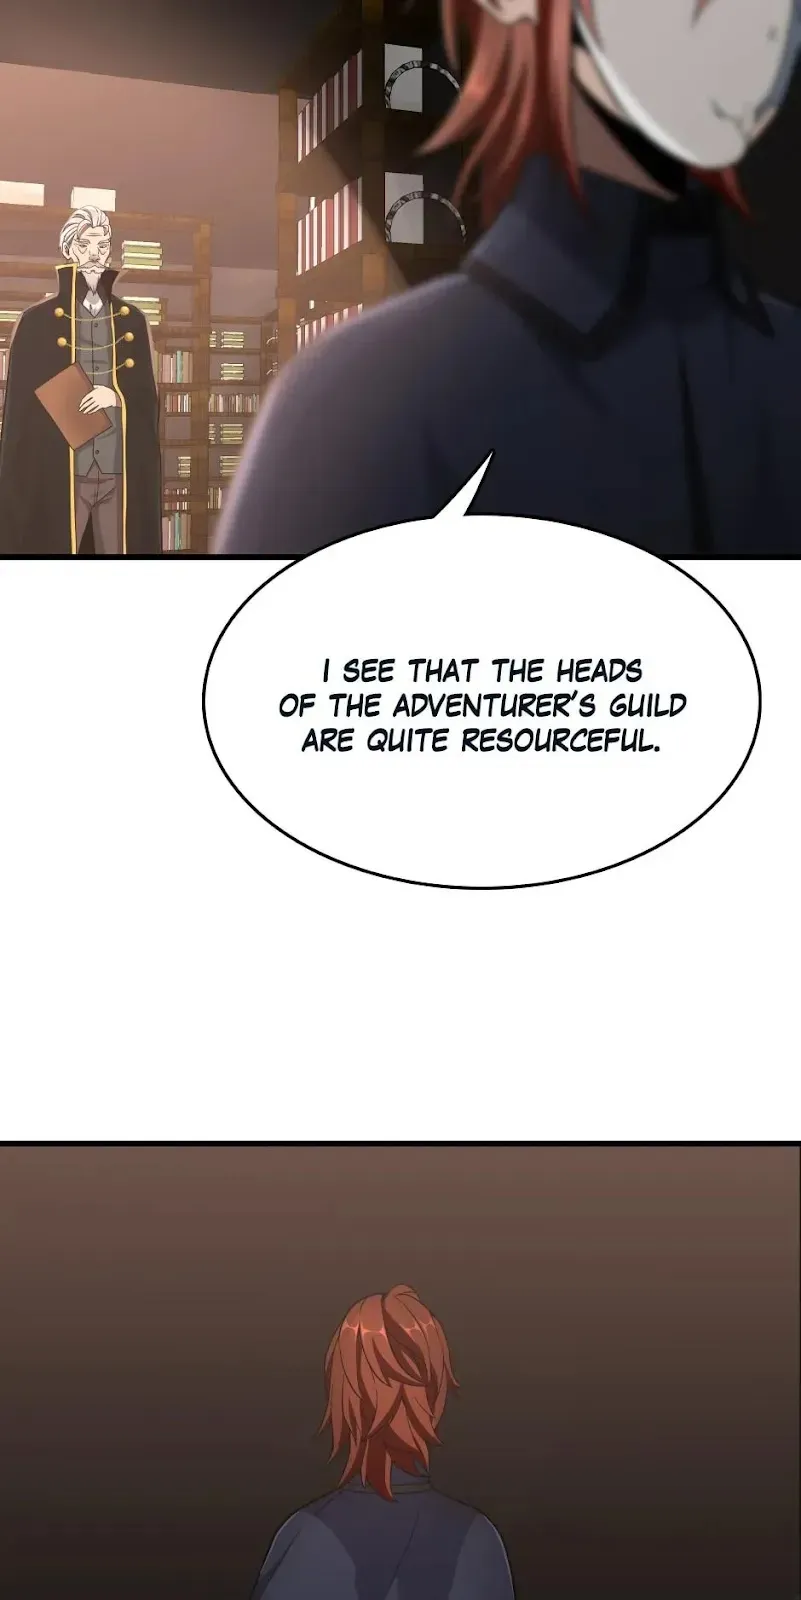 I SEE THAT THE HEADS
OF THE ADVENTURER'S GUILD
ARE QUITE RESOURCEFUL.